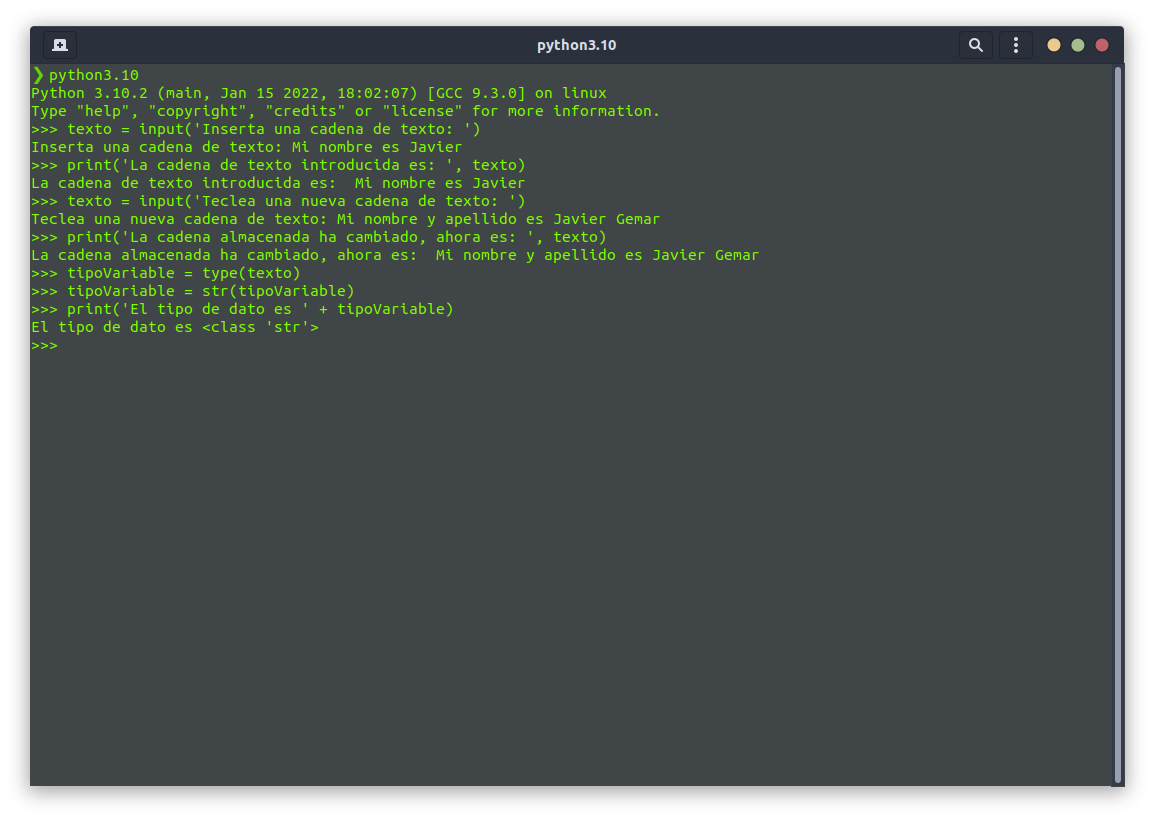 python3.10
❯ python3.10
Python 3.10.2 (main, Jan 15 2022, 18:02:07) [GCC 9.3.0] on linux
Type "help", "copyright", "credits" or "license" for more information.
>>> texto = input('Inserta una cadena de texto: ')
Inserta una cadena de texto: Mi nombre es Javier
>>> print('La cadena de texto introducida es: ', texto)
La cadena de texto introducida es:  Mi nombre es Javier
>>> texto = input('Teclea una nueva cadena de texto: ')
Teclea una nueva cadena de texto: Mi nombre y apellido es Javier Gemar
>>> print('La cadena almacenada ha cambiado, ahora es: ', texto)
La cadena almacenada ha cambiado, ahora es:  Mi nombre y apellido es Javier Gemar
>>> tipoVariable = type(texto)
>>> tipoVariable = str(tipoVariable)
>>> print('El tipo de dato es ' + tipoVariable)
El tipo de dato es <class 'str'>
>>>